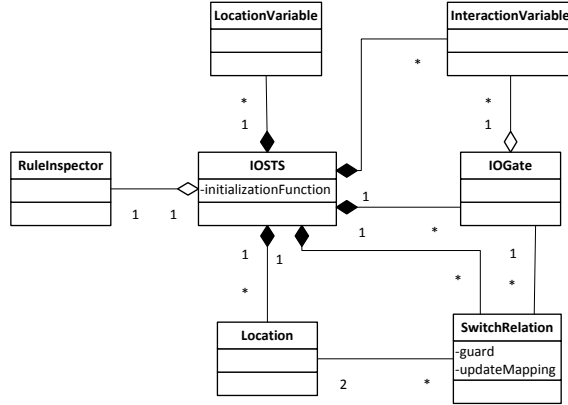 LocationVariable
InteractionVariable
*
*
*
1
1
RuleInspector
IOSTS
-initializationFunction
IOGate
1
1
1
1
*
1
1
1
*
*
*
Location
SwitchRelation
-guard
-updateMapping
2
*